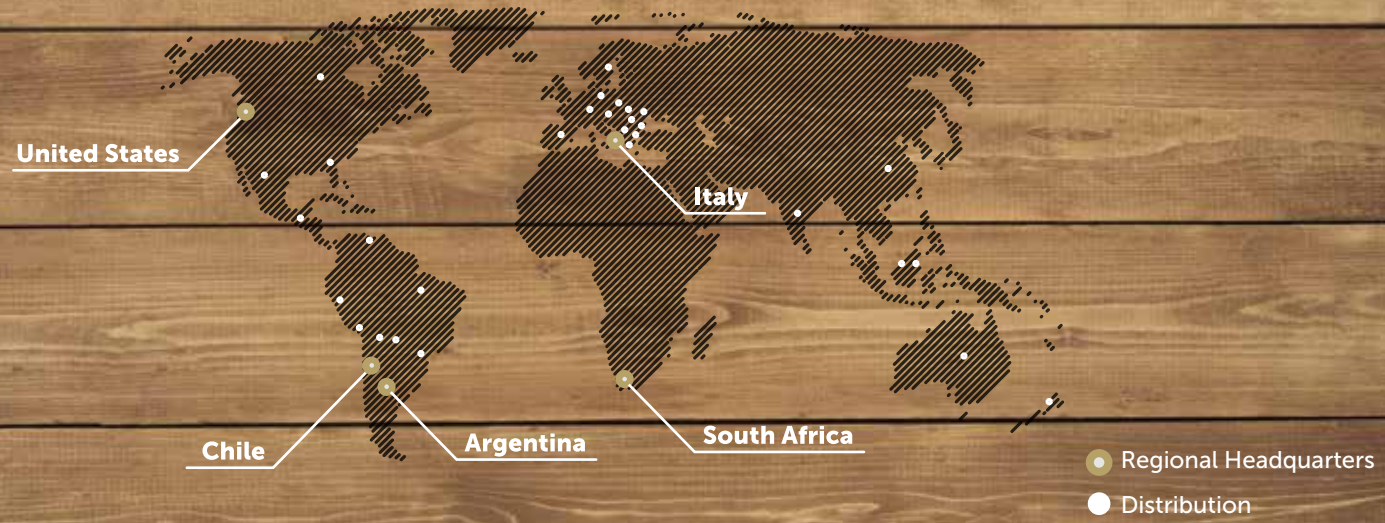 United States
Italy
Chile
Argentina
South Africa
Regional Headquarters
Distribution